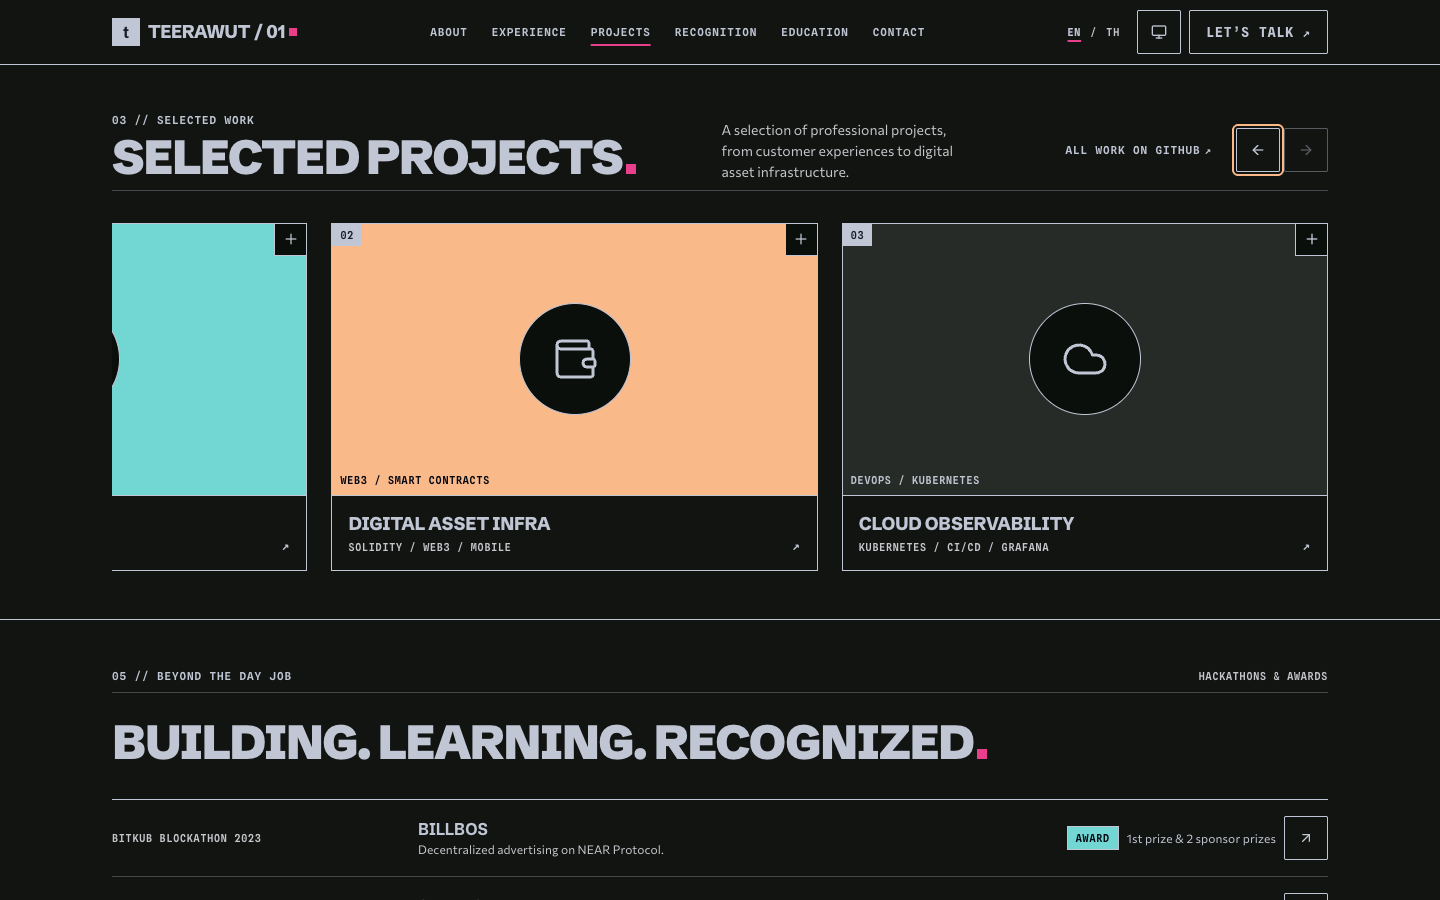 t TEERAWUT / 01
ABOUT EXPERIENCE PROJECTS RECOGNITION EDUCATION CONTACT
EN / TH
LET’S TALK ↗
03 // SELECTED WORK
SELECTED PROJECTS.
A selection of professional projects,
from customer experiences to digital
asset infrastructure.
ALL WORK ON GITHUB ↗
← →
+
↗
02
+
WEB3 / SMART CONTRACTS
DIGITAL ASSET INFRA
SOLIDITY / WEB3 / MOBILE ↗
03
+
DEVOPS / KUBERNETES
CLOUD OBSERVABILITY
KUBERNETES / CI/CD / GRAFANA ↗
05 // BEYOND THE DAY JOB
HACKATHONS & AWARDS
BUILDING. LEARNING. RECOGNIZED.
BITKUB BLOCKATHON 2023
BILLBOS
Decentralized advertising on NEAR Protocol.
AWARD 1st prize & 2 sponsor prizes ↗